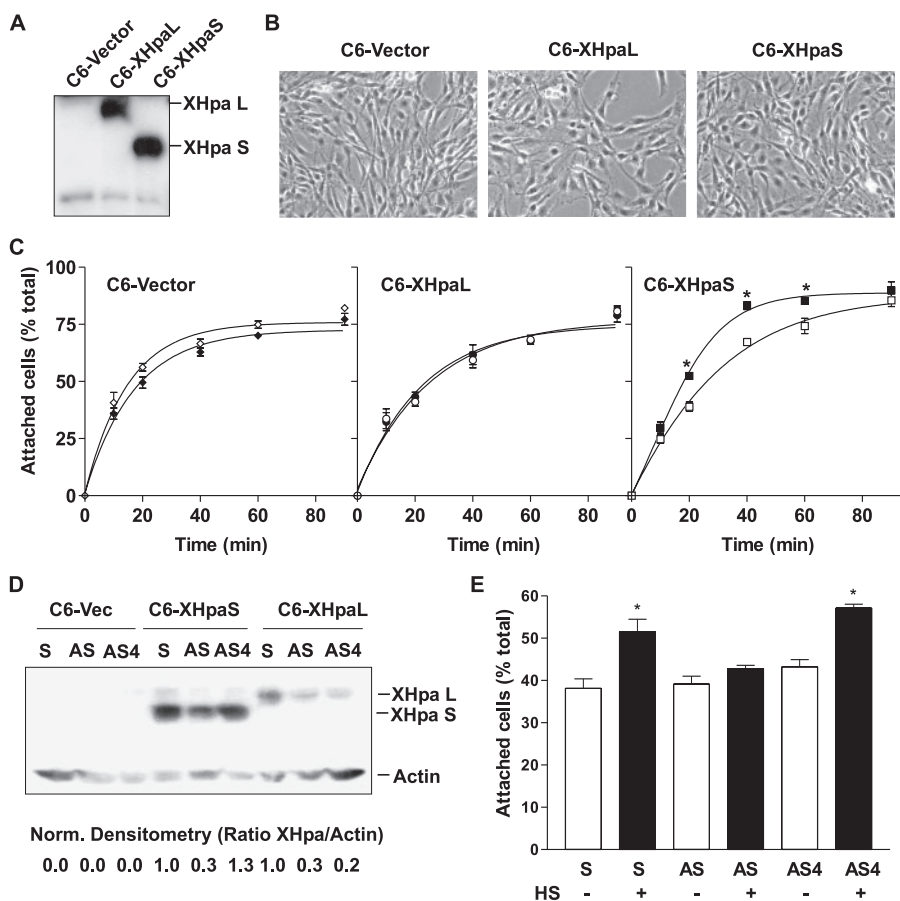 A
C6-Vector
C6-XHpaL
C6-XHpaS
XHpa L
XHpa S
B
C6-Vector C6-XHpaL C6-XHpaS
C
Attached cells (% total)
100
75
50
25
0
C6-Vector
C6-XHpaL
C6-XHpaS
* * *
0 20 40 60 80
0 20 40 60 80
0 20 40 60 80
Time (min)
Time (min)
Time (min)
D
C6-Vec C6-XHpaS C6-XHpaL
S AS AS4 S AS AS4 S AS AS4
XHpa L
XHpa S
Actin
Norm. Densitometry (Ratio XHpa/Actin)
0.0 0.0 0.0 1.0 0.3 1.3 1.0 0.3 0.2
E
Attached cells (% total)
60
50
40
30
20
10
0
* *
S S AS AS AS4 AS4
HS - + - + - +